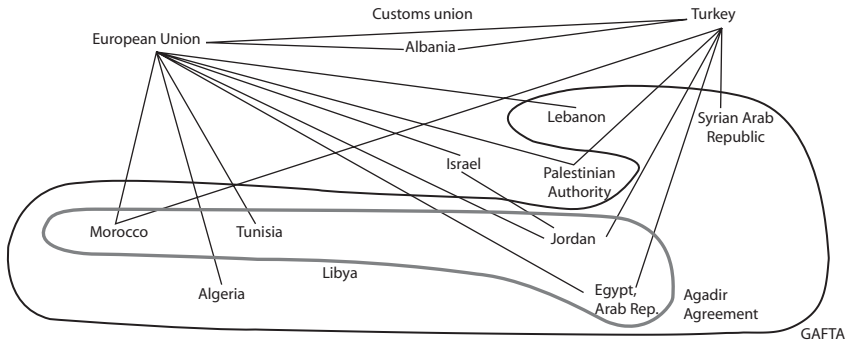 Customs union
Turkey
European Union
Albania
Lebanon
Syrian Arab
Republic
Israel
Palestinian
Authority
Morocco
Tunisia
Jordan
Libya
Algeria
Egypt,
Arab Rep.
Agadir
Agreement
GAFTA